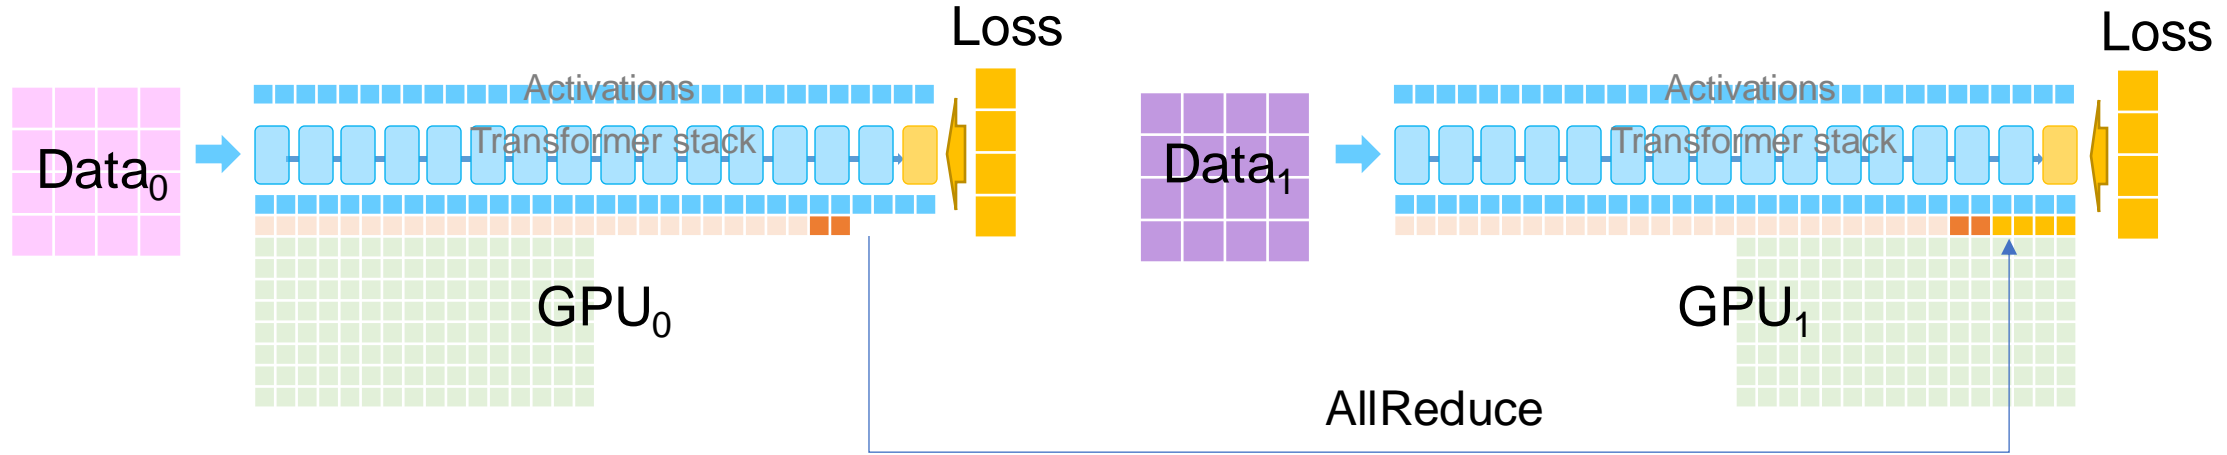 Loss
Activations
Transformer stack
Data0
GPU0
Loss
Activations
Transformer stack
Data1
GPU1
AllReduce